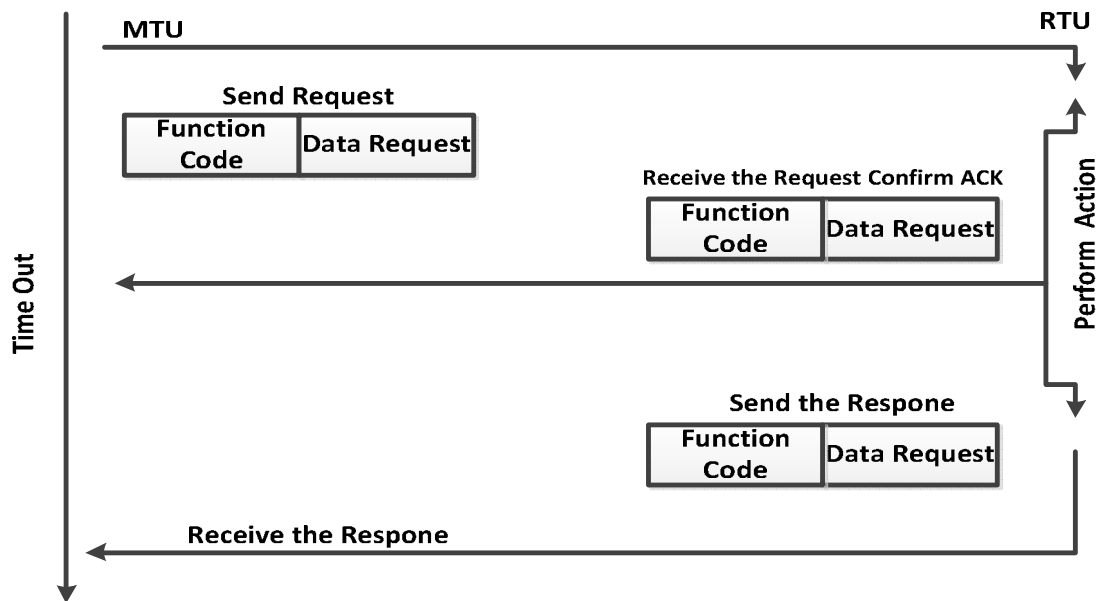 MTU
RTU
Send Request
Function
Code
Data Request
Receive the Request Confirm ACK
Function
Code
Data Request
Time Out
Perform Action
Send the Respone
Function
Code
Data Request
Receive the Respone